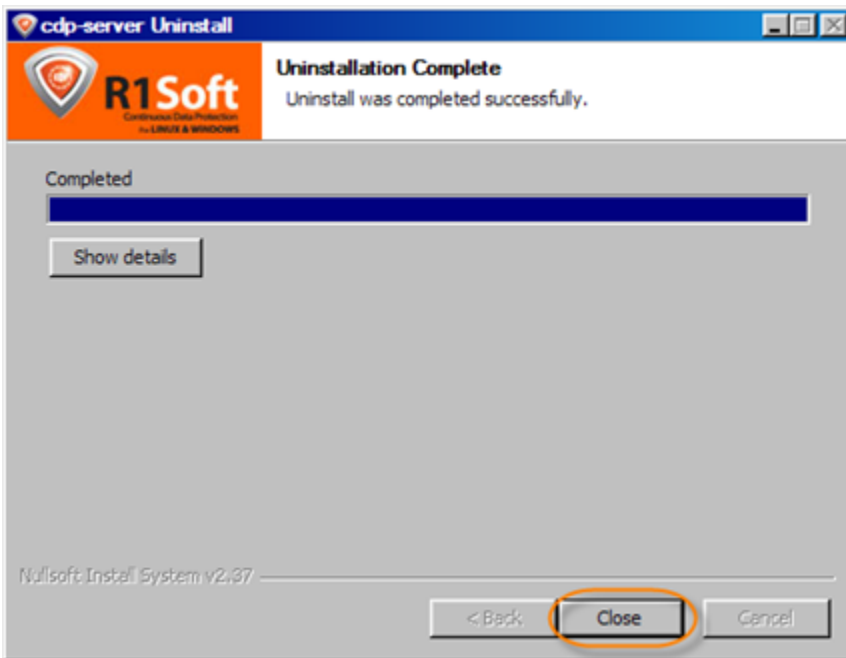 cdp-server Uninstall
R1Soft
Continuous Data Protection
for LINUX & WINDOWS
Uninstallation Complete
Uninstall was completed successfully.
Completed
Show details
Nullsoft Install System v2.37
< Back
Close
Cancel